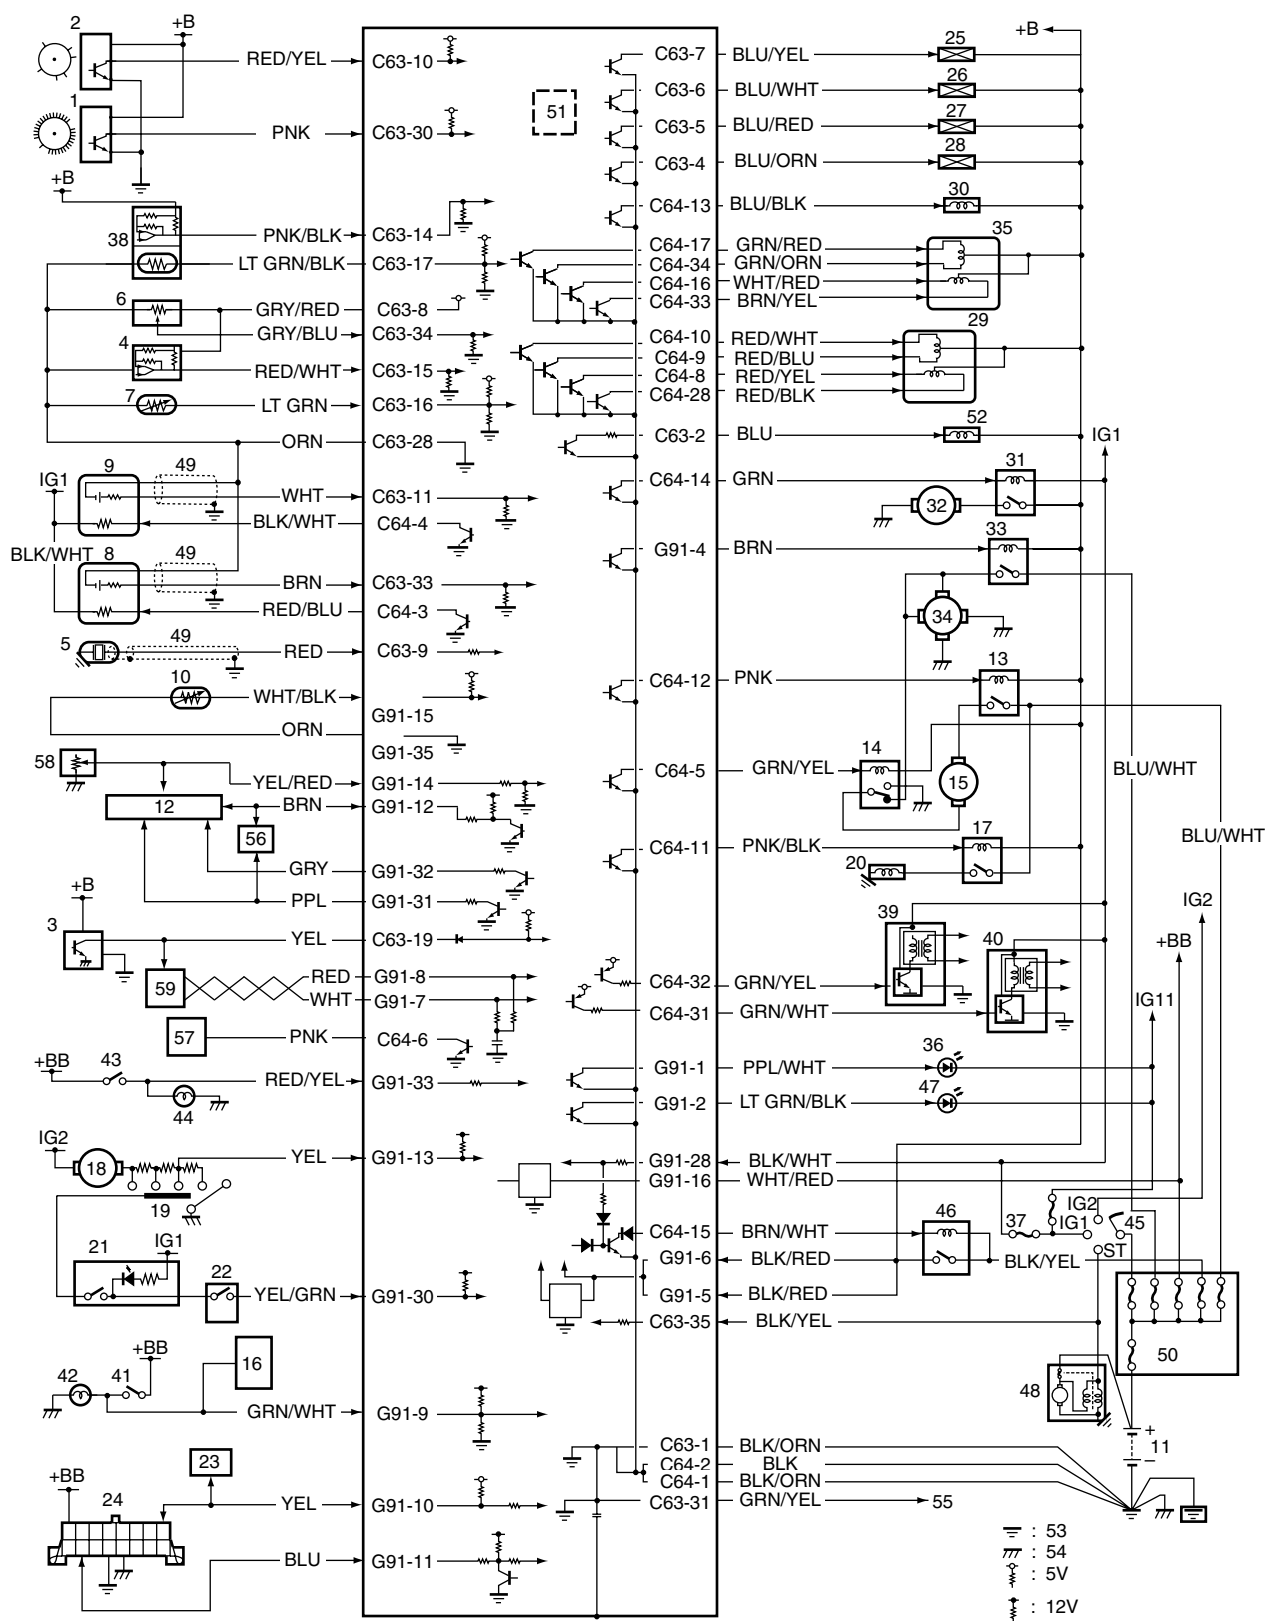 2
+B
RED/YEL
C63-10
1
PNK
C63-30
51
+B
38
PNK/BLK
C63-14
LT GRN/BLK
C63-17
6
GRY/RED
C63-8
GRY/BLU
C63-34
4
RED/WHT
C63-15
7
LT GRN
C63-16
ORN
C63-28
IG1
9
49
WHT
C63-11
BLK/WHT
C64-4
BLK/WHT
8
49
BRN
C63-33
RED/BLU
C64-3
5
49
RED
C63-9
10
WHT/BLK
G91-15
ORN
G91-35
58
YEL/RED
G91-14
12
BRN
G91-12
56
GRY
G91-32
PPL
G91-31
+B
3
YEL
C63-19
59
RED
G91-8
WHT
G91-7
57
PNK
C64-6
+BB
43
RED/YEL
G91-33
44
IG2
18
YEL
G91-13
19
21
IG1
22
YEL/GRN
G91-30
+BB
42
41
16
GRN/WHT
G91-9
23
+BB
24
YEL
G91-10
BLU
G91-11
+B
C63-7
BLU/YEL
25
C63-6
BLU/WHT
26
C63-5
BLU/RED
27
C63-4
BLU/ORN
28
C64-13
BLU/BLK
30
35
C64-17
GRN/RED
C64-34
GRN/ORN
C64-16
WHT/RED
C64-33
BRN/YEL
29
C64-10
RED/WHT
C64-9
RED/BLU
C64-8
RED/YEL
C64-28
RED/BLK
C63-2
BLU
52
IG1
C64-14
GRN
31
32
G91-4
BRN
33
34
C64-12
PNK
13
C64-5
GRN/YEL
14
15
BLU/WHT
BLU/WHT
C64-11
PNK/BLK
17
20
IG2
39
40
+BB
C64-32
GRN/YEL
IG11
C64-31
GRN/WHT
G91-1
PPL/WHT
36
G91-2
LT GRN/BLK
47
G91-28
BLK/WHT
G91-16
WHT/RED
C64-15
BRN/WHT
46
37
IG2
IG1
45
ST
G91-6
BLK/RED
BLK/YEL
G91-5
BLK/RED
C63-35
BLK/YEL
50
48
+
11
–
C63-1
BLK/ORN
C64-2
BLK
C64-1
BLK/ORN
C63-31
GRN/YEL
55
: 53
: 54
: 5V
: 12V